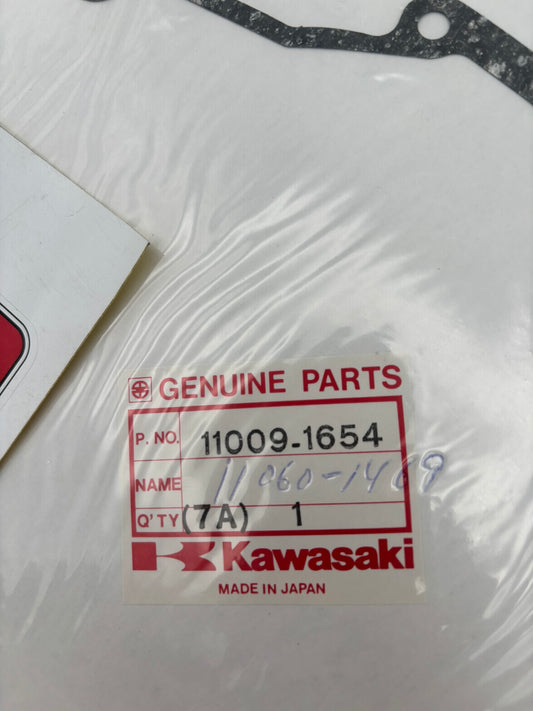 GENUINE PARTS
P. NO. 11009-1654
NAME 11060-1469
Q'TY (7A) 1
Kawasaki
MADE IN JAPAN